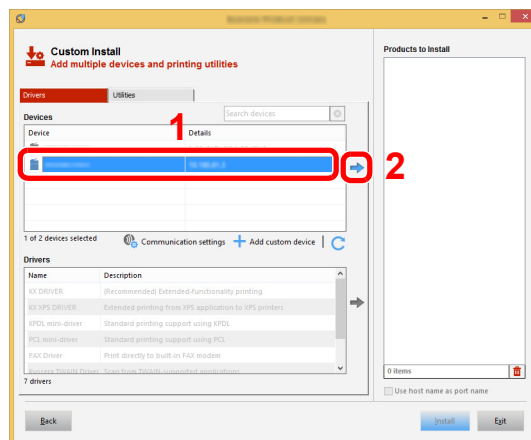 Custom Install
Add multiple devices and printing utilities
Products to Install
Drivers
Utilities
1
Devices
Search devices
Device
Details
2
1 of 2 devices selected
Communication settings
Add custom device
Drivers
Name
Description
KX DRIVER
(Recommended) Extended-functionality printing
KX XPS DRIVER
Extended printing from XPS application to XPS printers
KPDL mini-driver
Standard printing support using KPDL
PCL mini-driver
Standard printing support using PCL
FAX Driver
Print directly to built-in FAX modem
Kyocera TWAIN Driver
Scan from TWAIN-supported applications
7 drivers
0 items
Use host name as port name
Back
Install
Exit